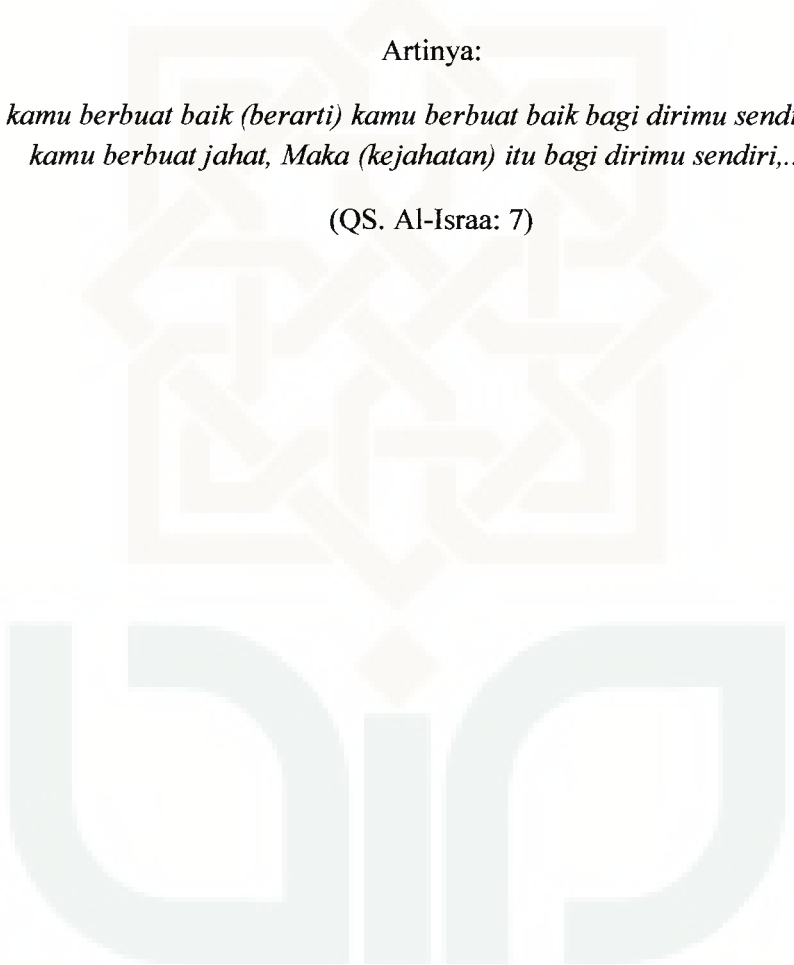 Artinya:
kamu berbuat baik (berarti) kamu berbuat baik bagi dirimu
kamu berbuat jahat, Maka (kejahatan) itu bagi dirimu sendiri,..
(QS. Al-Israa: 7)